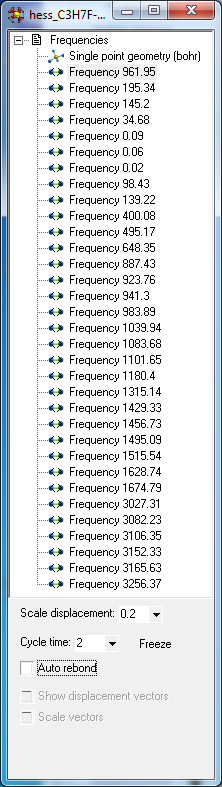 hess_C3H7F-...
Frequencies
Single point geometry (bohr)
Frequency 961.95
Frequency 195.34
Frequency 145.2
Frequency 34.68
Frequency 0.09
Frequency 0.06
Frequency 0.02
Frequency 98.43
Frequency 139.22
Frequency 400.08
Frequency 495.17
Frequency 648.35
Frequency 887.43
Frequency 923.76
Frequency 941.3
Frequency 983.89
Frequency 1039.94
Frequency 1083.68
Frequency 1101.65
Frequency 1180.4
Frequency 1315.14
Frequency 1429.33
Frequency 1456.73
Frequency 1495.09
Frequency 1515.54
Frequency 1628.74
Frequency 1674.79
Frequency 3027.31
Frequency 3082.23
Frequency 3106.35
Frequency 3152.33
Frequency 3165.63
Frequency 3256.37
Scale displacement: 0.2
Cycle time: 2 Freeze
Auto rebond
Show displacement vectors
Scale vectors